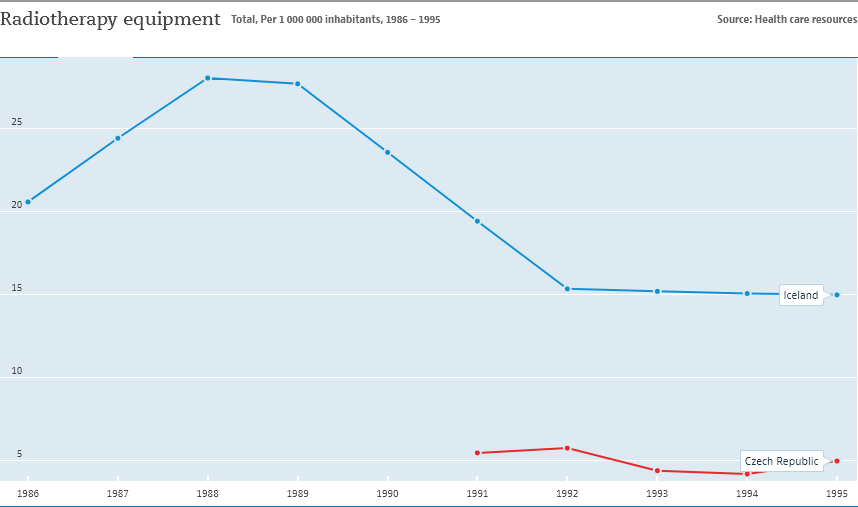 Radiotherapy equipment Total, Per 1 000 000 inhabitants, 1986 – 1995 Source: Health care resources
25
20
15
Iceland
10
5
Czech Republic
1986 1987 1988 1989 1990 1991 1992 1993 1994 1995